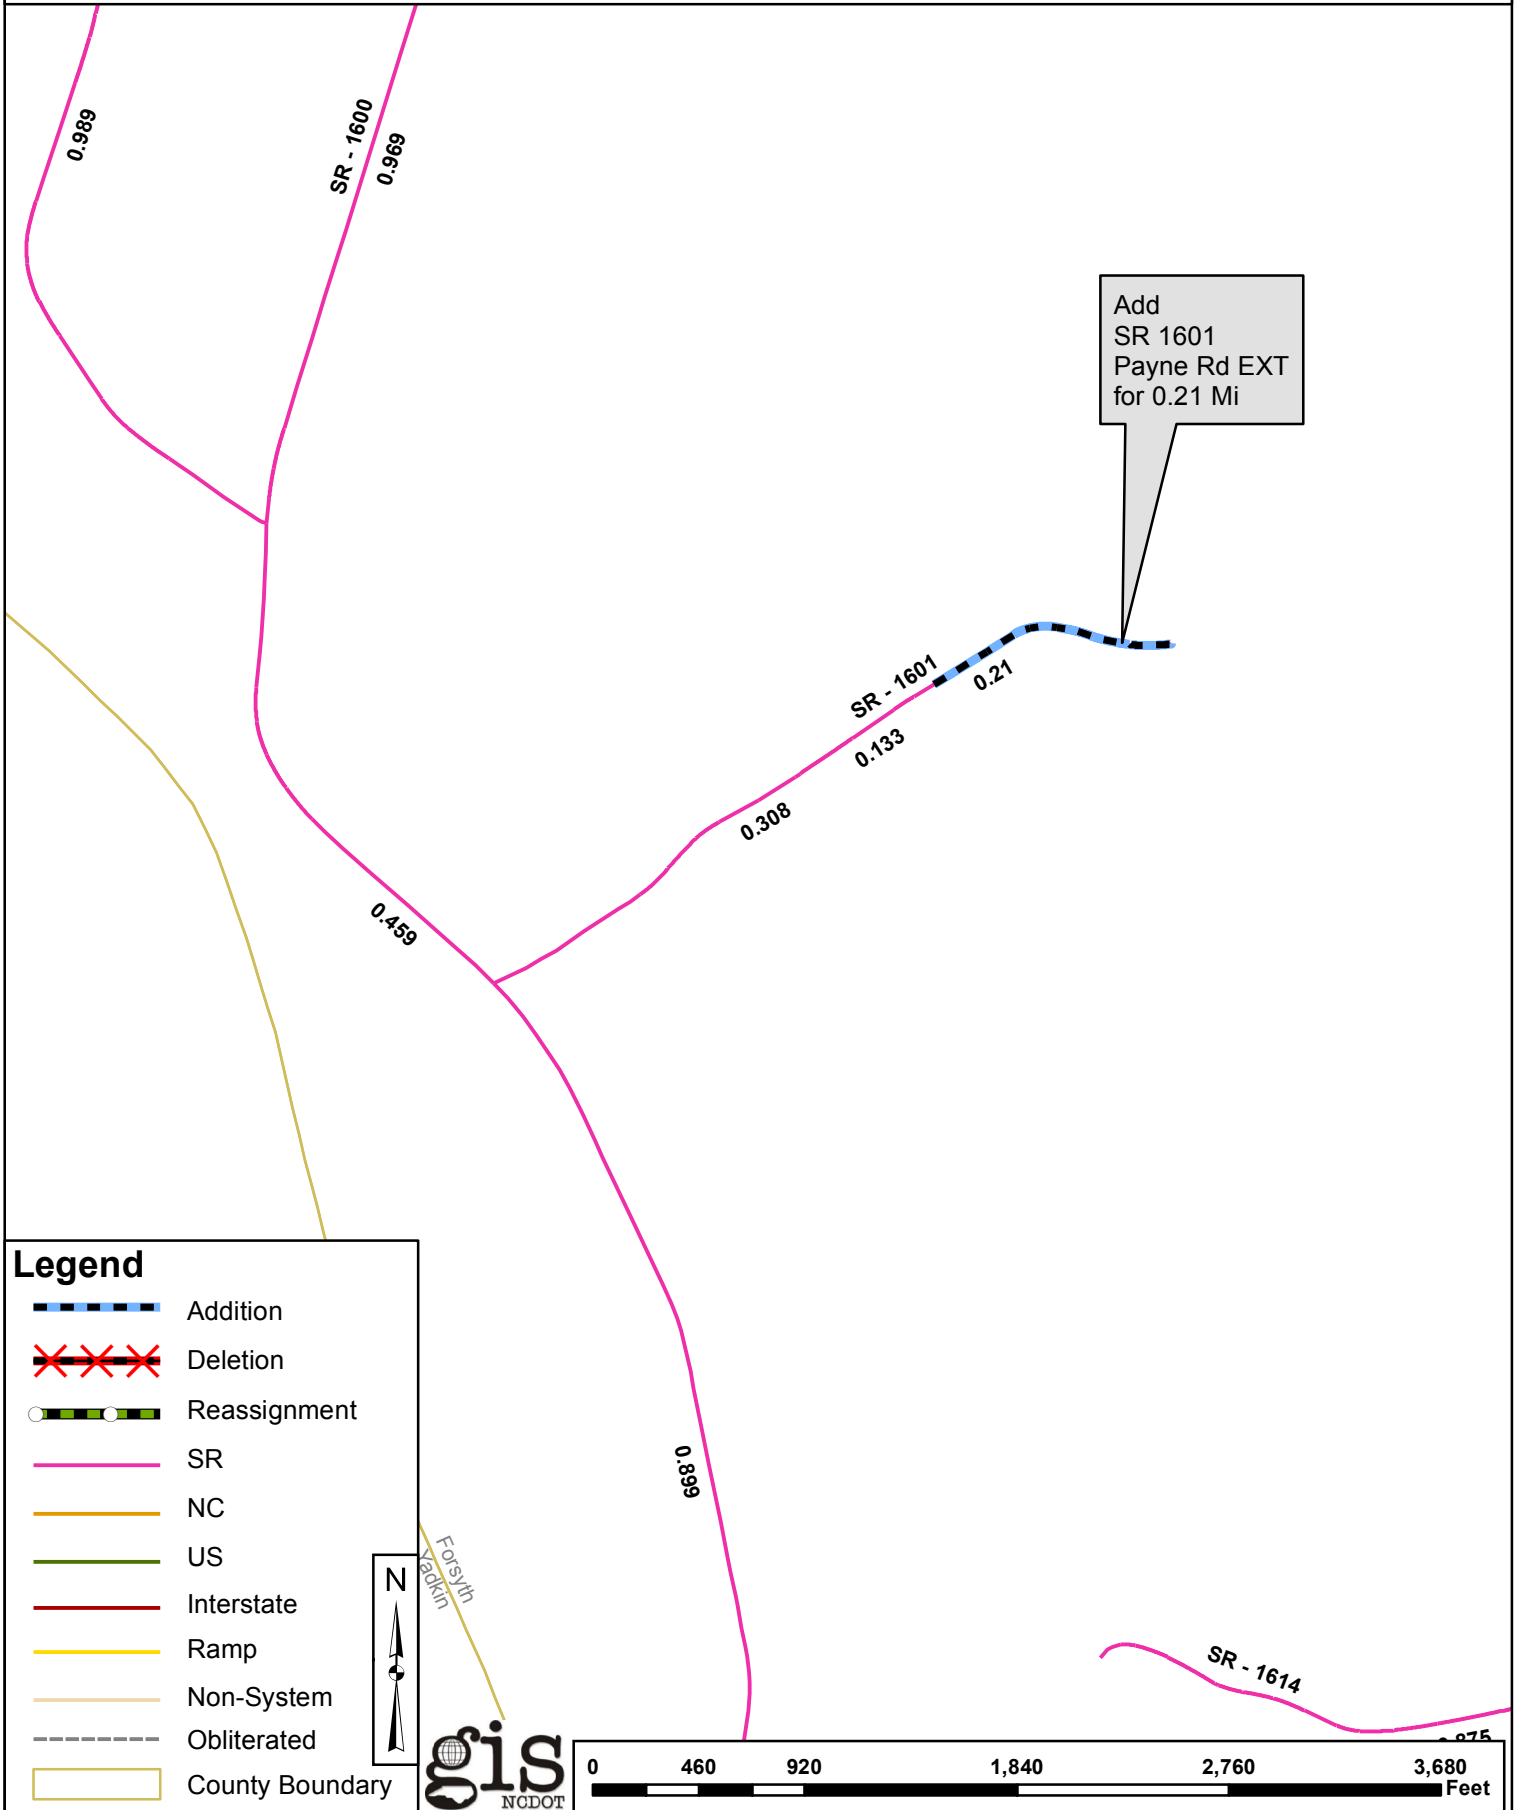 0.989
SR - 1600
0.969
Add
SR 1601
Payne Rd EXT
for 0.21 Mi
SR - 1601
0.21
0.133
0.308
0.459
0.899
Legend
Addition
Deletion
Reassignment
SR
NC
US
Interstate
Ramp
Non-System
Obliterated
County Boundary
N
Forsyth
Yadkin
SR - 1614
gis
NCDOT
0 460 920 1,840 2,760 3,680
Feet